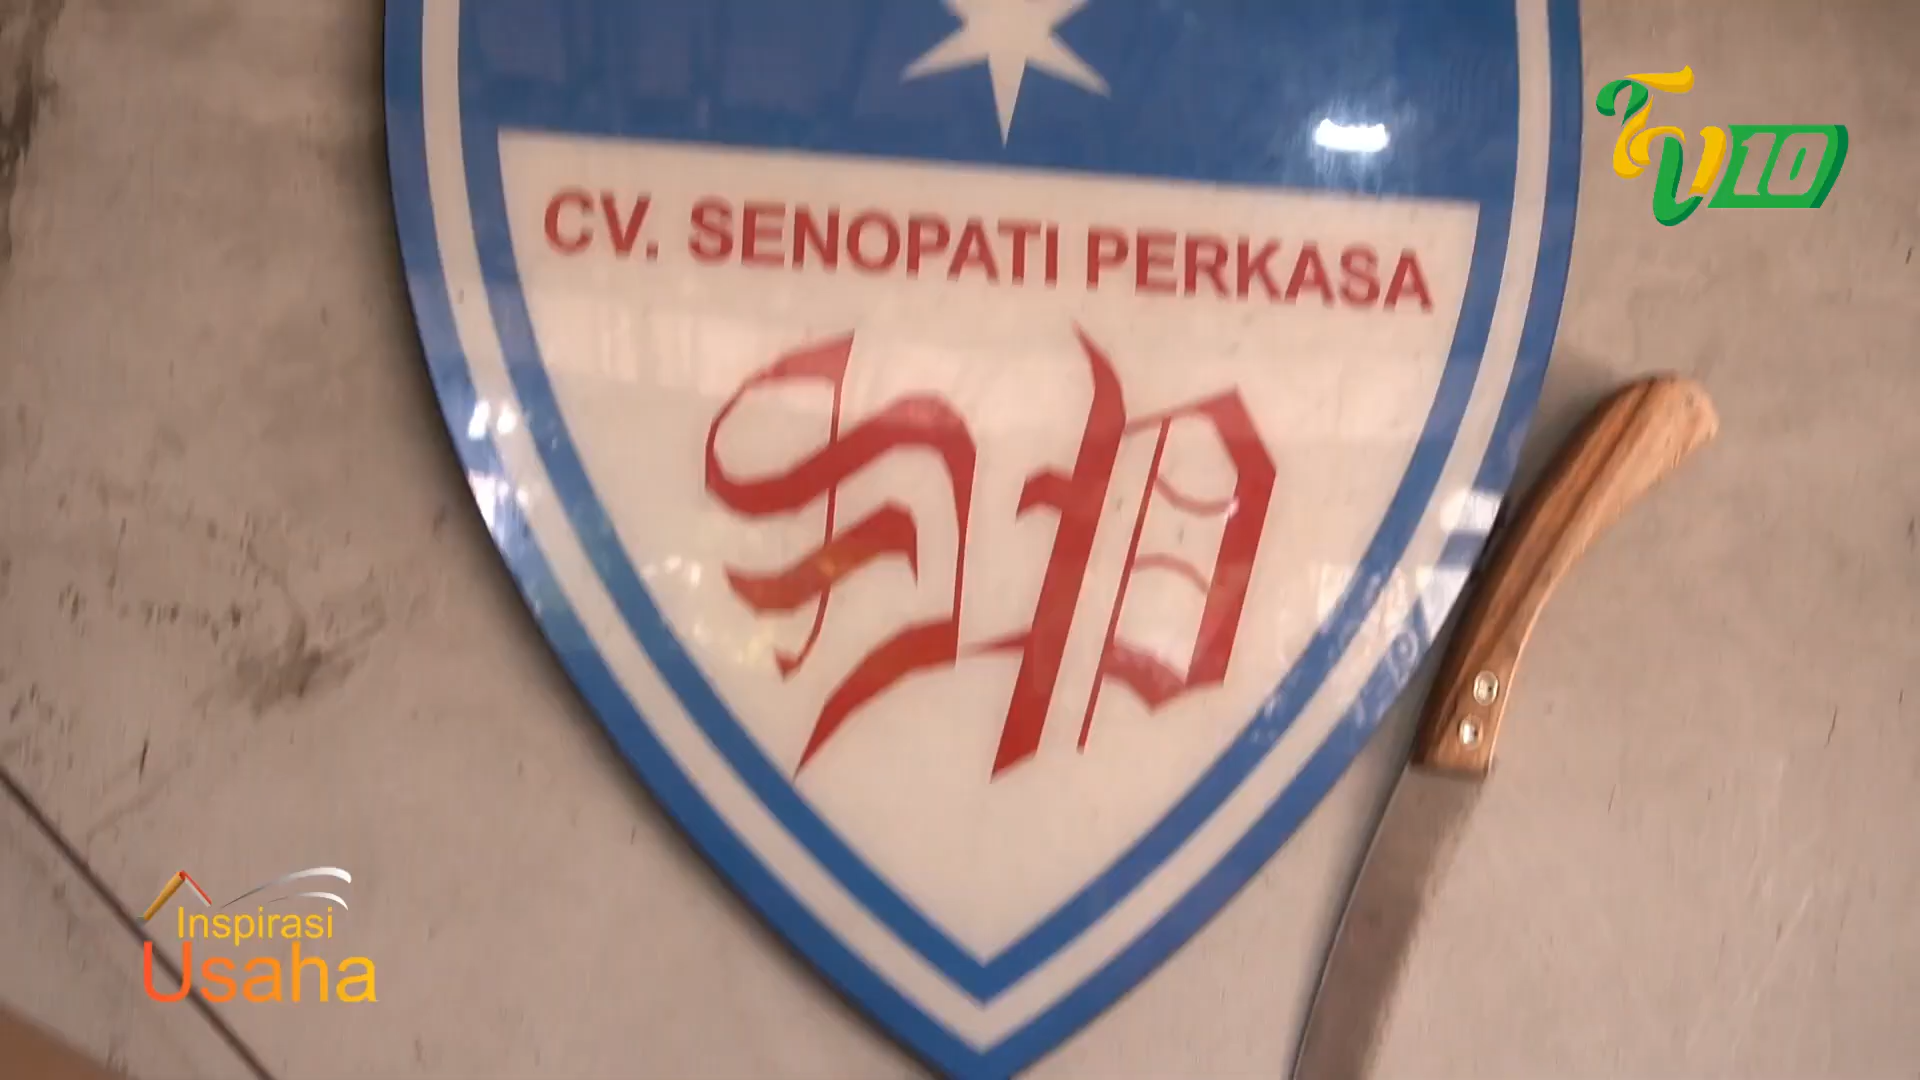 TV10
CV. SENOPATI PERKASA
SP
Inspirasi
Usaha